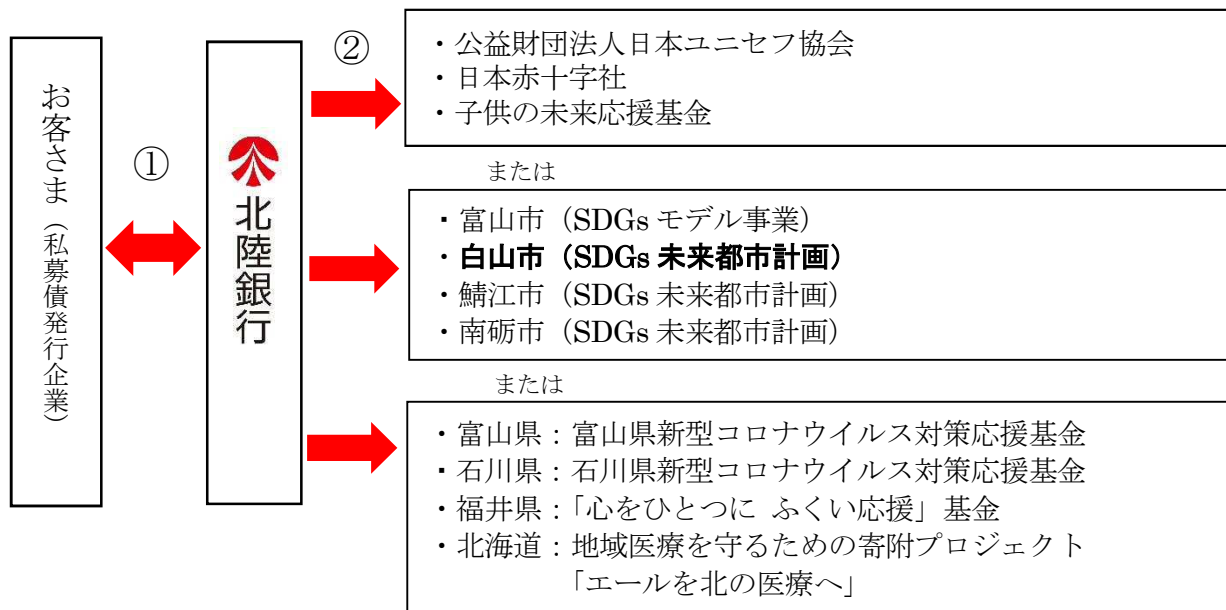 お客さま（私募債発行企業）
①
北陸銀行
②
・公益財団法人日本ユニセフ協会
・日本赤十字社
・子供の未来応援基金
または
・富山市（SDGs モデル事業）
・白山市（SDGs 未来都市計画）
・鯖江市（SDGs 未来都市計画）
・南砺市（SDGs 未来都市計画）
または
・富山県：富山県新型コロナウイルス対策応援基金
・石川県：石川県新型コロナウイルス対策応援基金
・福井県：「心をひとつに ふくい応援」基金
・北海道：地域医療を守るための寄附プロジェクト
「エールを北の医療へ」